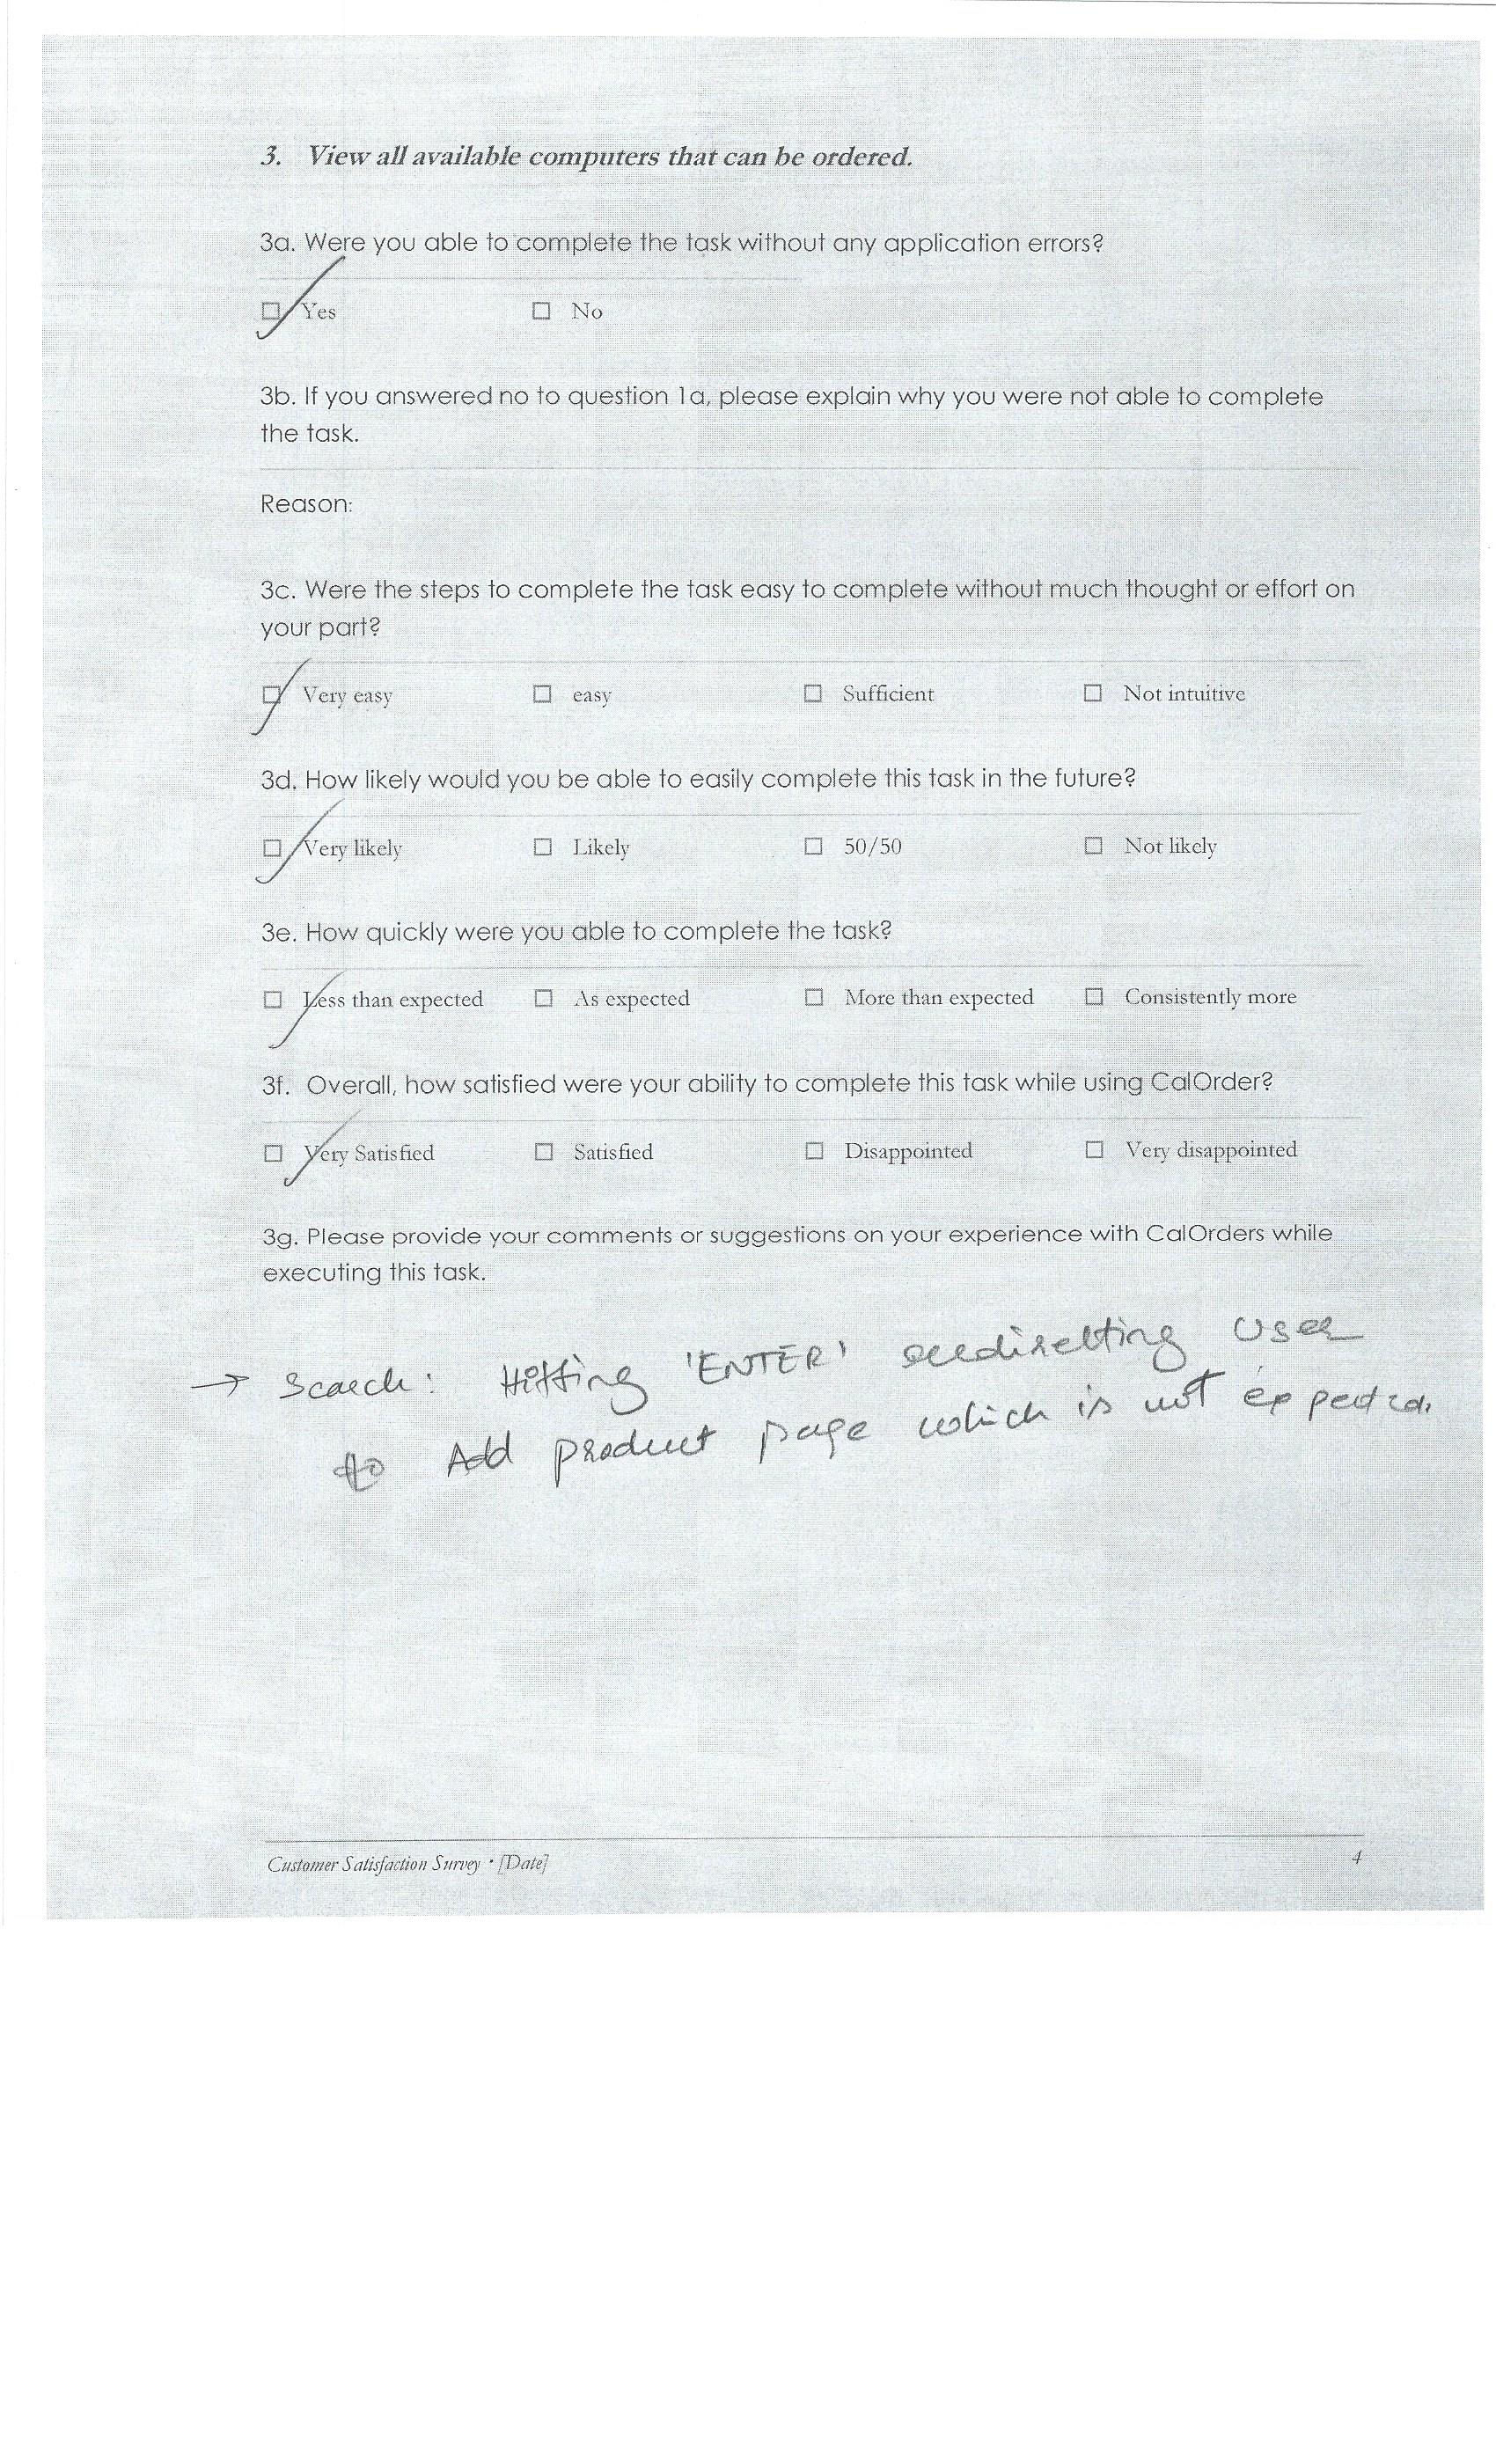 3. View all available computers that can be ordered.
3a. Were you able to complete the task without any application errors?
☐ Yes ☐ No
3b. If you answered no to question 1a, please explain why you were not able to complete
the task.
Reason:
3c. Were the steps to complete the task easy to complete without much thought or effort on
your part?
☐ Very easy ☐ easy ☐ Sufficient ☐ Not intuitive
3d. How likely would you be able to easily complete this task in the future?
☐ Very likely ☐ Likely ☐ 50/50 ☐ Not likely
3e. How quickly were you able to complete the task?
☐ Less than expected ☐ As expected ☐ More than expected ☐ Consistently more
3f. Overall, how satisfied were your ability to complete this task while using CalOrder?
☐ Very Satisfied ☐ Satisfied ☐ Disappointed ☐ Very disappointed
3g. Please provide your comments or suggestions on your experience with CalOrders while
executing this task.
→ Search: Hitting 'ENTER' redirecting User
to Add product page which is not expected.
Customer Satisfaction Survey · [Date] 4